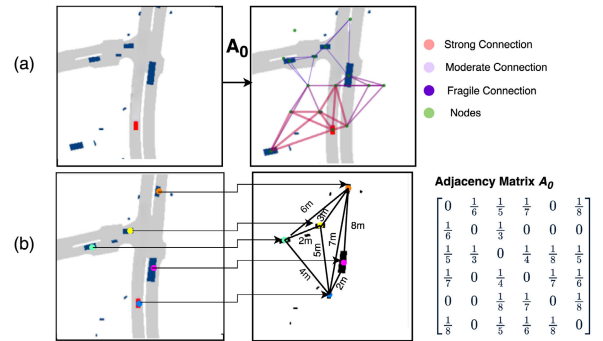 (a)
A0
Strong Connection
Moderate Connection
Fragile Connection
Nodes
(b)
6m
3m
8m
2m
5m
7m
4m
2m
Adjacency Matrix A0
0 1/6 1/5 1/7 0 1/8
1/6 0 1/3 0 0 0
1/5 1/3 0 1/4 1/8 1/5
1/7 0 1/4 0 1/7 1/6
0 0 1/8 1/7 0 1/8
1/8 0 1/5 1/6 1/8 0